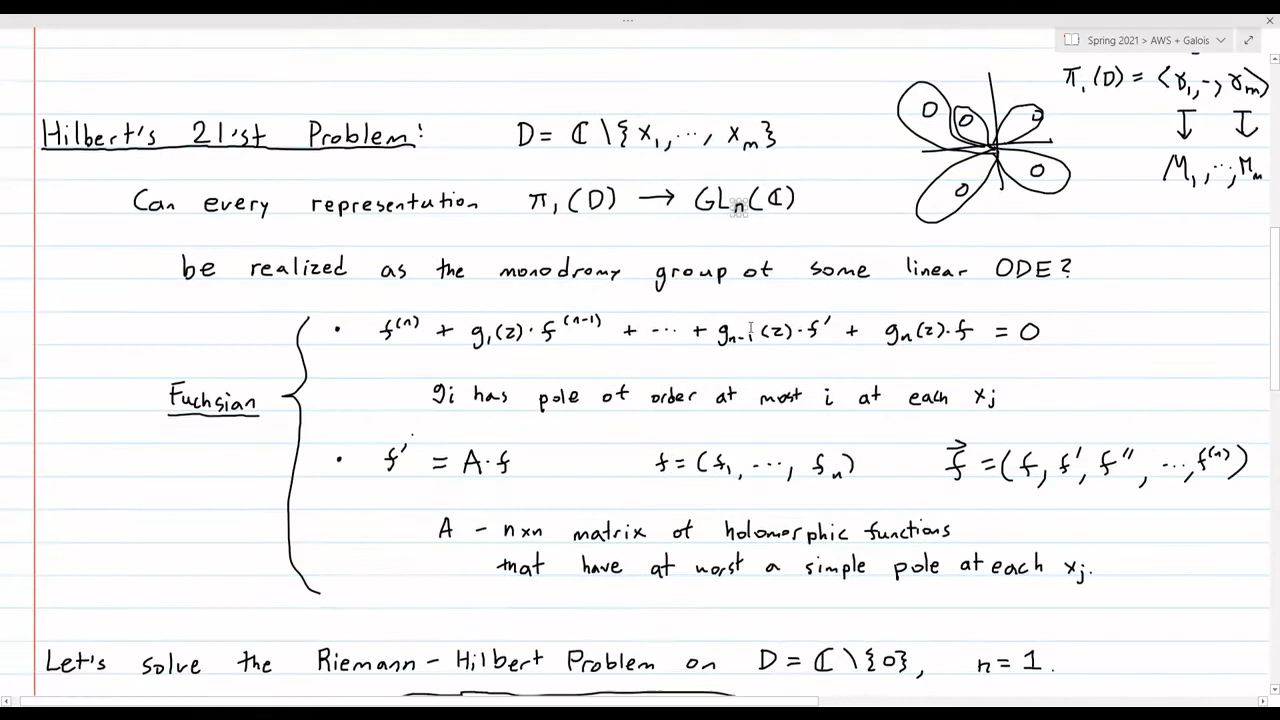 Spring 2021 > AWS + Galois
π₁(D) = ⟨γ₁, ..., γₘ⟩
M₁, ..., Mₘ
Hilbert's 21'st Problem: D = ℂ \ {x₁, ..., xₘ}
Can every representation π₁(D) → GLₙ(ℂ)
be realized as the monodromy group of some linear ODE?
Fuchsian
• f⁽ⁿ⁾ + g₁(z)·f⁽ⁿ⁻¹⁾ + ... + gₙ₋₁(z)·f' + gₙ(z)·f = 0
gᵢ has pole of order at most i at each xⱼ
• f' = A·f f = (f₁, ..., fₙ) f⃗ = (f, f', f'', ..., f⁽ⁿ⁾)
A - n×n matrix of holomorphic functions
that have at worst a simple pole at each xⱼ.
Let's solve the Riemann-Hilbert Problem on D = ℂ \ {0}, n = 1.